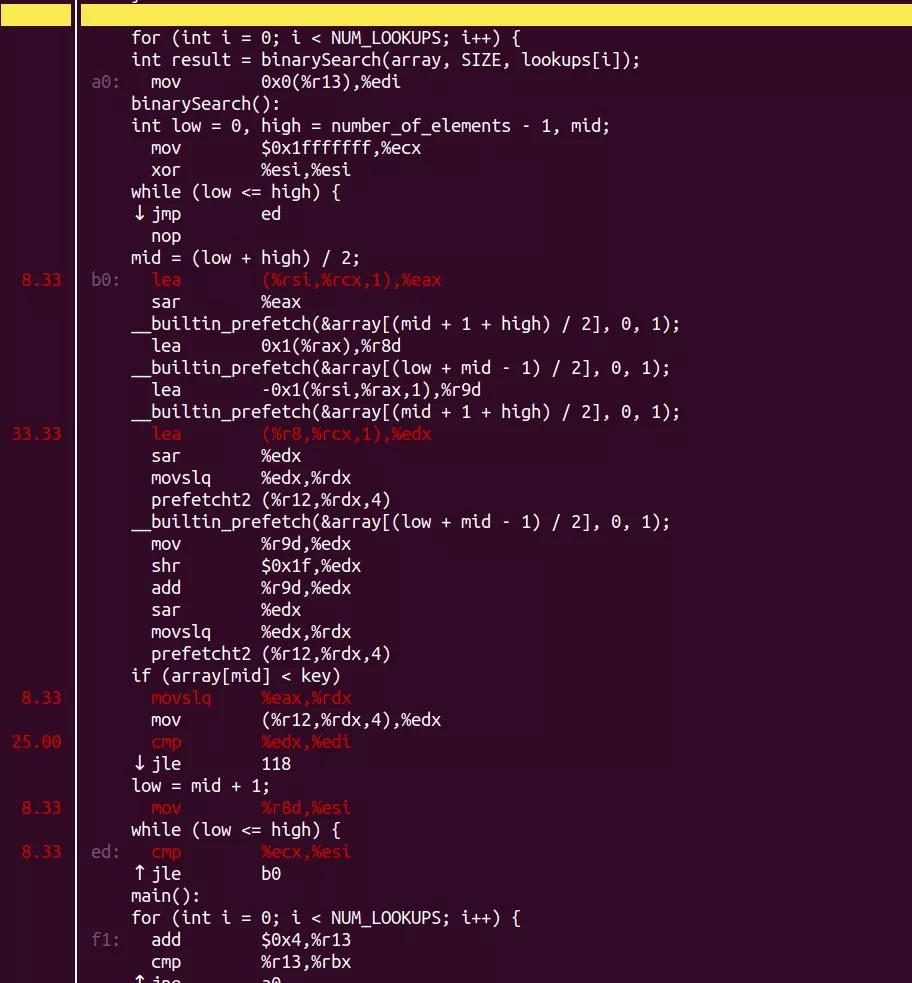 for (int i = 0; i < NUM_LOOKUPS; i++) {
int result = binarySearch(array, SIZE, lookups[i]);
a0: mov 0x0(%r13),%edi
binarySearch():
int low = 0, high = number_of_elements - 1, mid;
mov $0x1fffffff,%ecx
xor %esi,%esi
while (low <= high) {
↓ jmp ed
nop
mid = (low + high) / 2;
8.33 b0: lea (%rsi,%rcx,1),%eax
sar %eax
__builtin_prefetch(&array[(mid + 1 + high) / 2], 0, 1);
lea 0x1(%rax),%r8d
__builtin_prefetch(&array[(low + mid - 1) / 2], 0, 1);
lea -0x1(%rsi,%rax,1),%r9d
__builtin_prefetch(&array[(mid + 1 + high) / 2], 0, 1);
33.33 lea (%r8,%rcx,1),%edx
sar %edx
movslq %edx,%rdx
prefetcht2 (%r12,%rdx,4)
__builtin_prefetch(&array[(low + mid - 1) / 2], 0, 1);
mov %r9d,%edx
shr $0x1f,%edx
add %r9d,%edx
sar %edx
movslq %edx,%rdx
prefetcht2 (%r12,%rdx,4)
if (array[mid] < key)
8.33 movslq %eax,%rdx
mov (%r12,%rdx,4),%edx
25.00 cmp %edx,%edi
↓ jle 118
low = mid + 1;
8.33 mov %r8d,%esi
while (low <= high) {
8.33 ed: cmp %ecx,%esi
↑ jle b0
main():
for (int i = 0; i < NUM_LOOKUPS; i++) {
f1: add $0x4,%r13
cmp %r13,%rbx
↑ jne a0